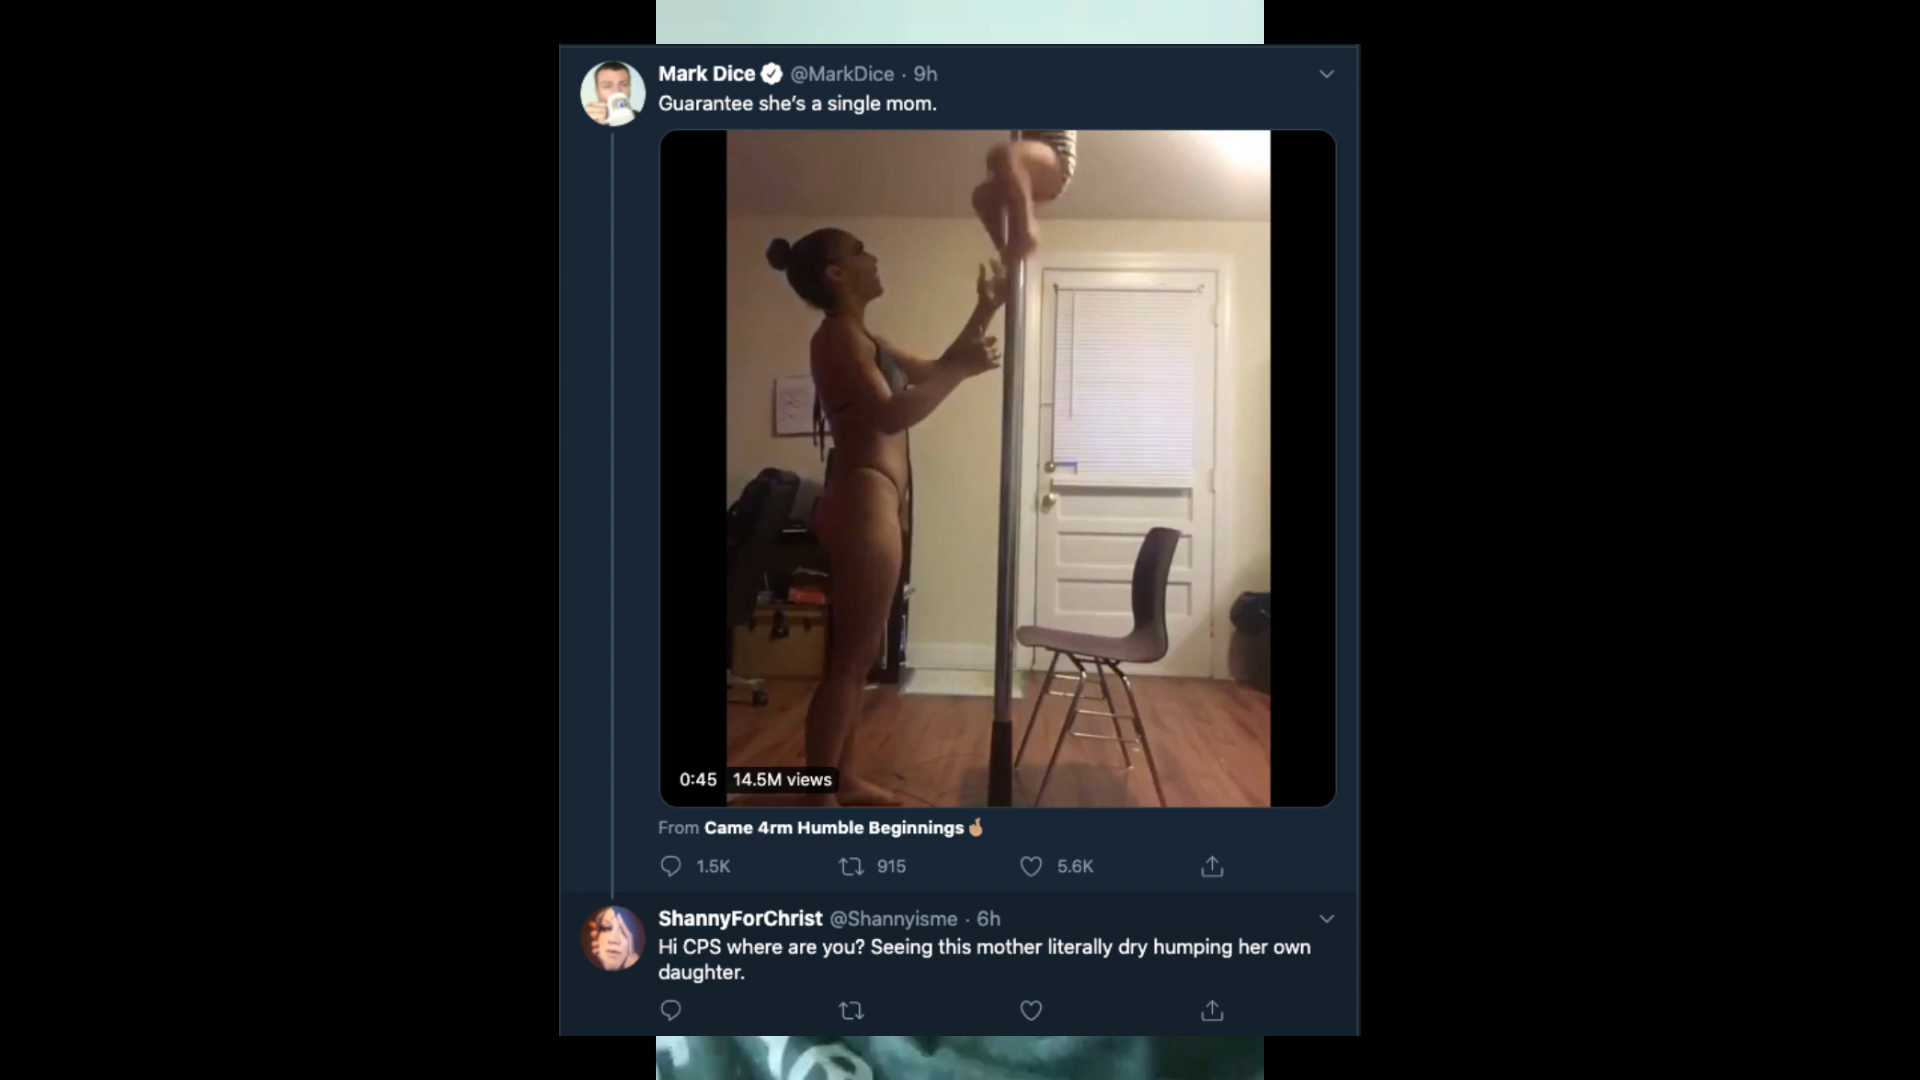 Mark Dice @MarkDice · 9h
Guarantee she's a single mom.
0:45 14.5M views
From Came 4rm Humble Beginnings🤞🏼
1.5K 915 5.6K
ShannyForChrist @Shannyisme · 6h
Hi CPS where are you? Seeing this mother literally dry humping her own
daughter.